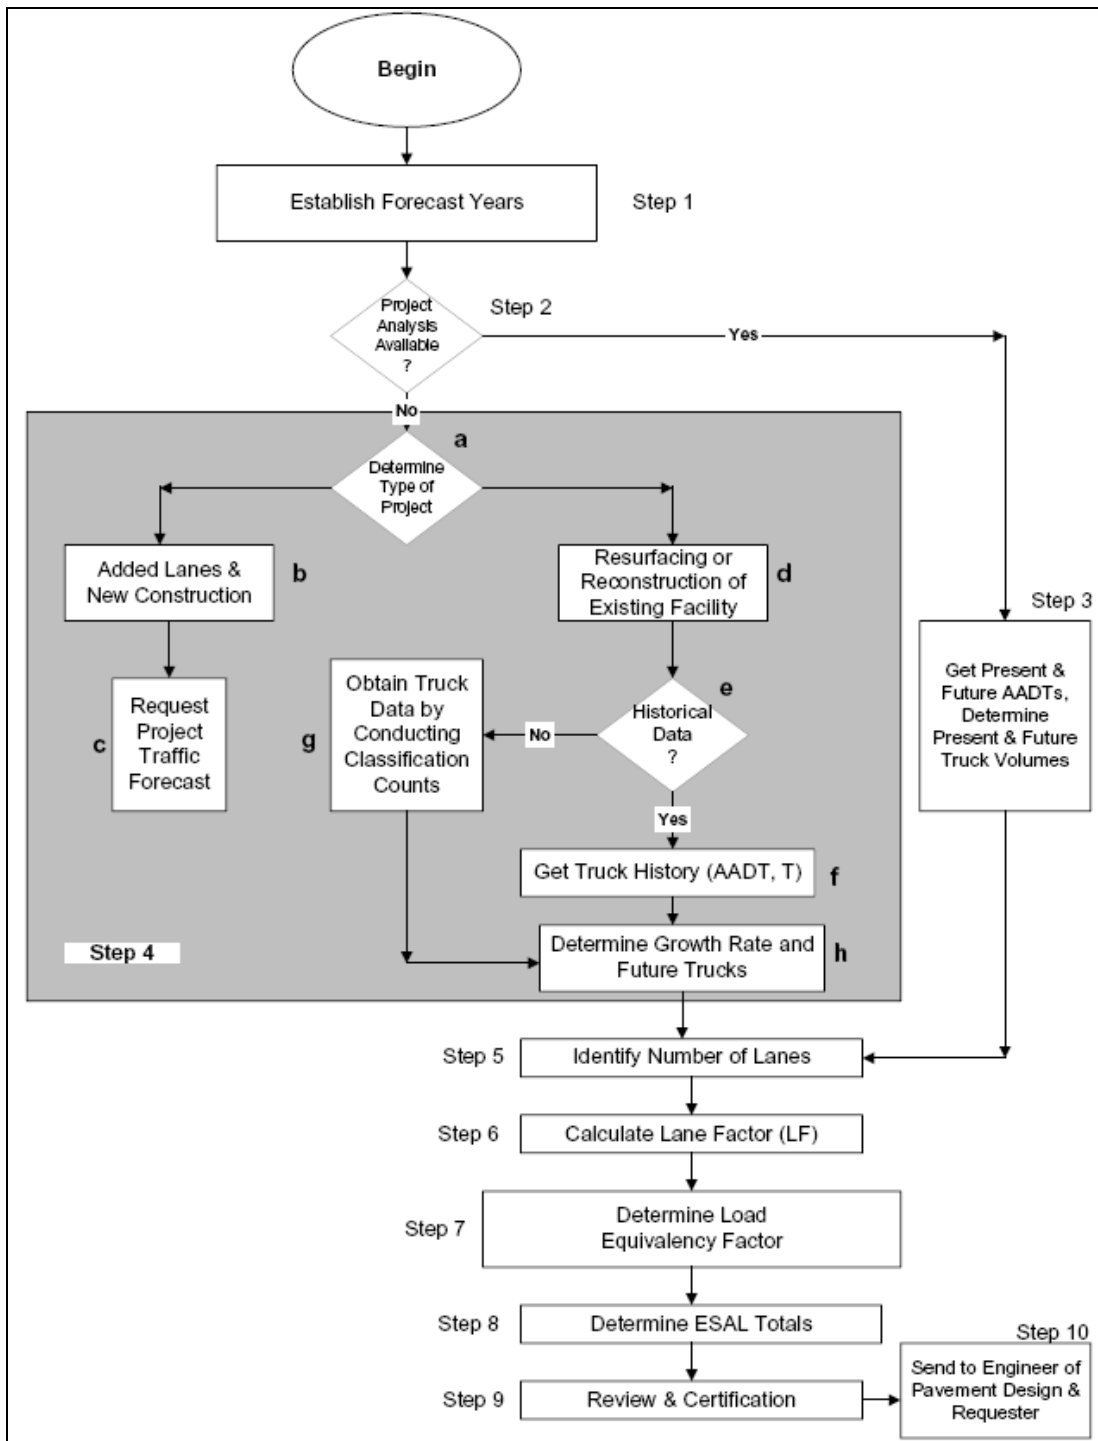 Begin
Establish Forecast Years
Step 1
Project
Analysis
Available
?
Step 2
Yes
No
a
Determine
Type of
Project
Added Lanes &
New Construction
b
Resurfacing or
Reconstruction of
Existing Facility
d
Step 3
Get Present &
Future AADTs,
Determine
Present & Future
Truck Volumes
Request
Project
Traffic
Forecast
c
Obtain Truck
Data by
Conducting
Classification
Counts
g
No
Historical
Data
?
e
Yes
Get Truck History (AADT, T)
f
Determine Growth Rate and
Future Trucks
h
Step 4
Step 5
Identify Number of Lanes
Step 6
Calculate Lane Factor (LF)
Step 7
Determine Load
Equivalency Factor
Step 8
Determine ESAL Totals
Step 9
Review & Certification
Step 10
Send to Engineer of
Pavement Design &
Requester